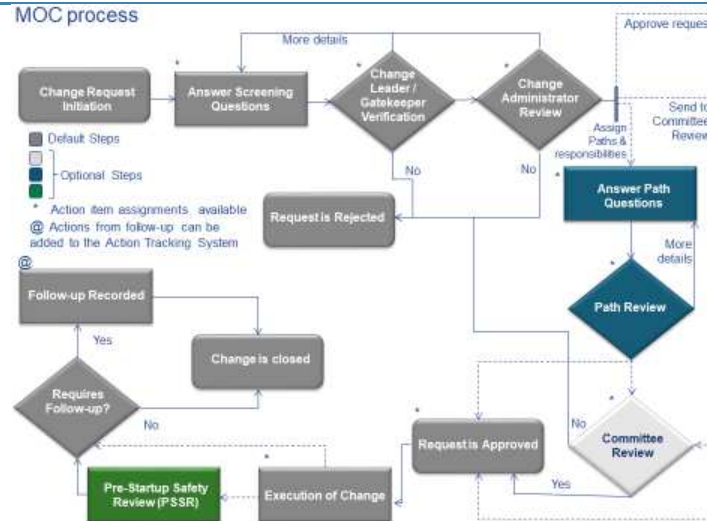 MOC process
Approve reques
More details
*
*
*
Change Request
Initiation
Answer Screening
Questions
Change
Leader /
Gatekeeper
Verification
Change
Administrator
Review
Send to
Committee
Review
Assign
Paths &
responsibilities
Default Steps
Optional Steps
* Action item assignments available
@ Actions from follow-up can be
added to the Action Tracking System
No
No
Request is Rejected
*
Answer Path
Questions
More
details
@
Follow-up Recorded
*
Path Review
Yes
Change is closed
Requires
Follow-up?
No
*
Request is Approved
No
*
Committee
Review
Yes
*
Pre-Startup Safety
Review (PSSR)
Execution of Change